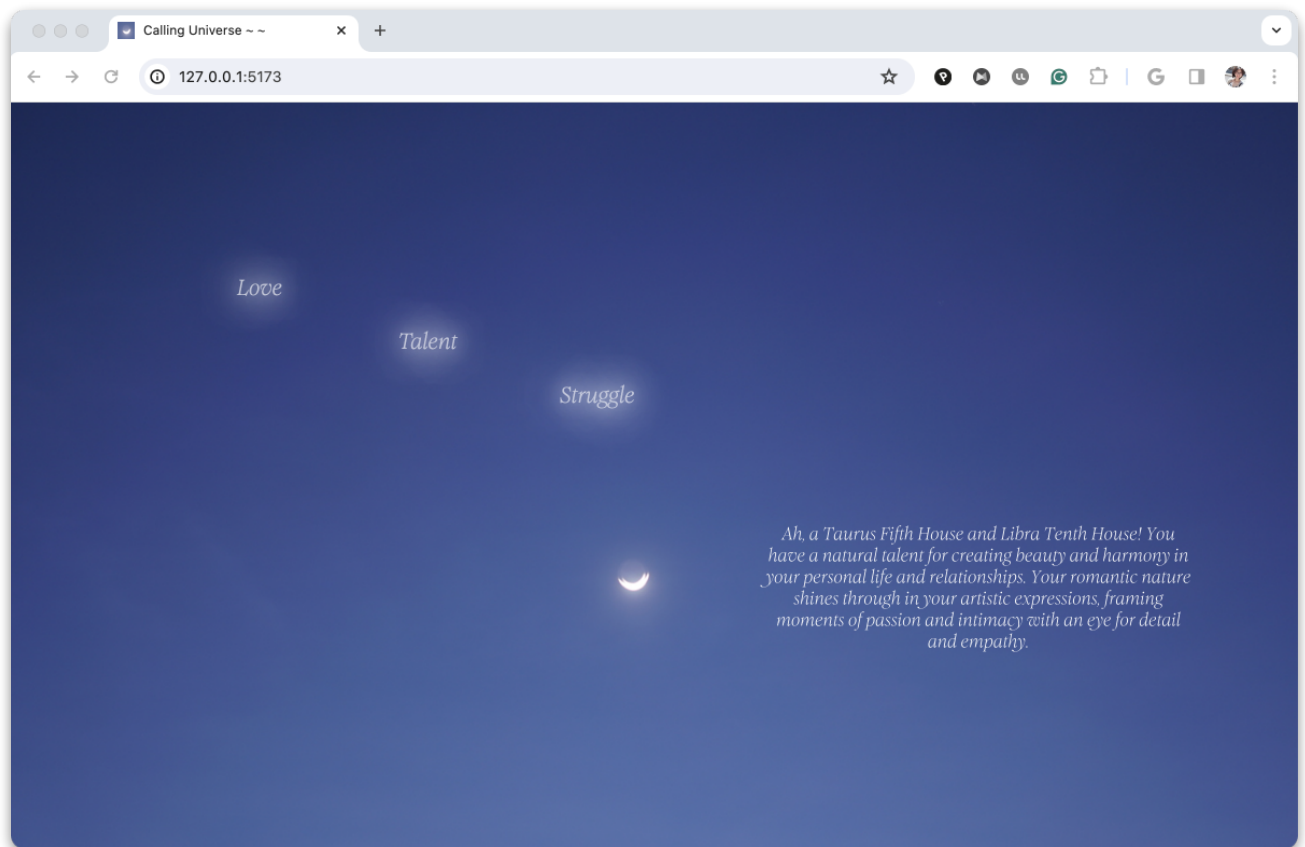 Calling Universe ~ ~
127.0.0.1:5173
Love
Talent
Struggle
Ah, a Taurus Fifth House and Libra Tenth House! You
have a natural talent for creating beauty and harmony in
your personal life and relationships. Your romantic nature
shines through in your artistic expressions, framing
moments of passion and intimacy with an eye for detail
and empathy.